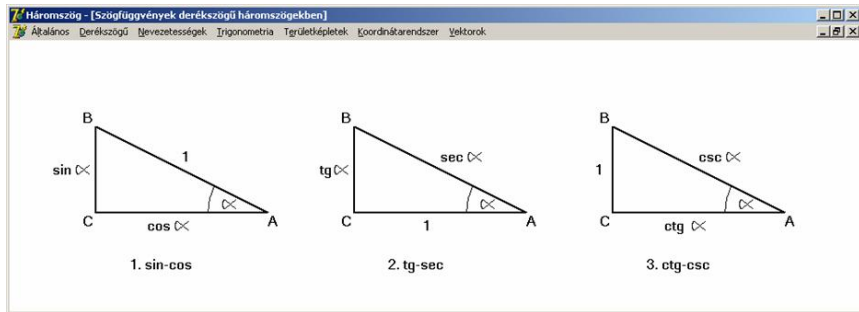 Háromszög - [Szögfüggvények derékszögű háromszögekben]
Általános Derékszögű Nevezetességek Trigonometria Területképletek Koordinátarendszer Vektorok
B
sin α
1
α
C
cos α
A
1. sin-cos
B
tg α
sec α
α
C
1
A
2. tg-sec
B
1
csc α
α
C
ctg α
A
3. ctg-csc